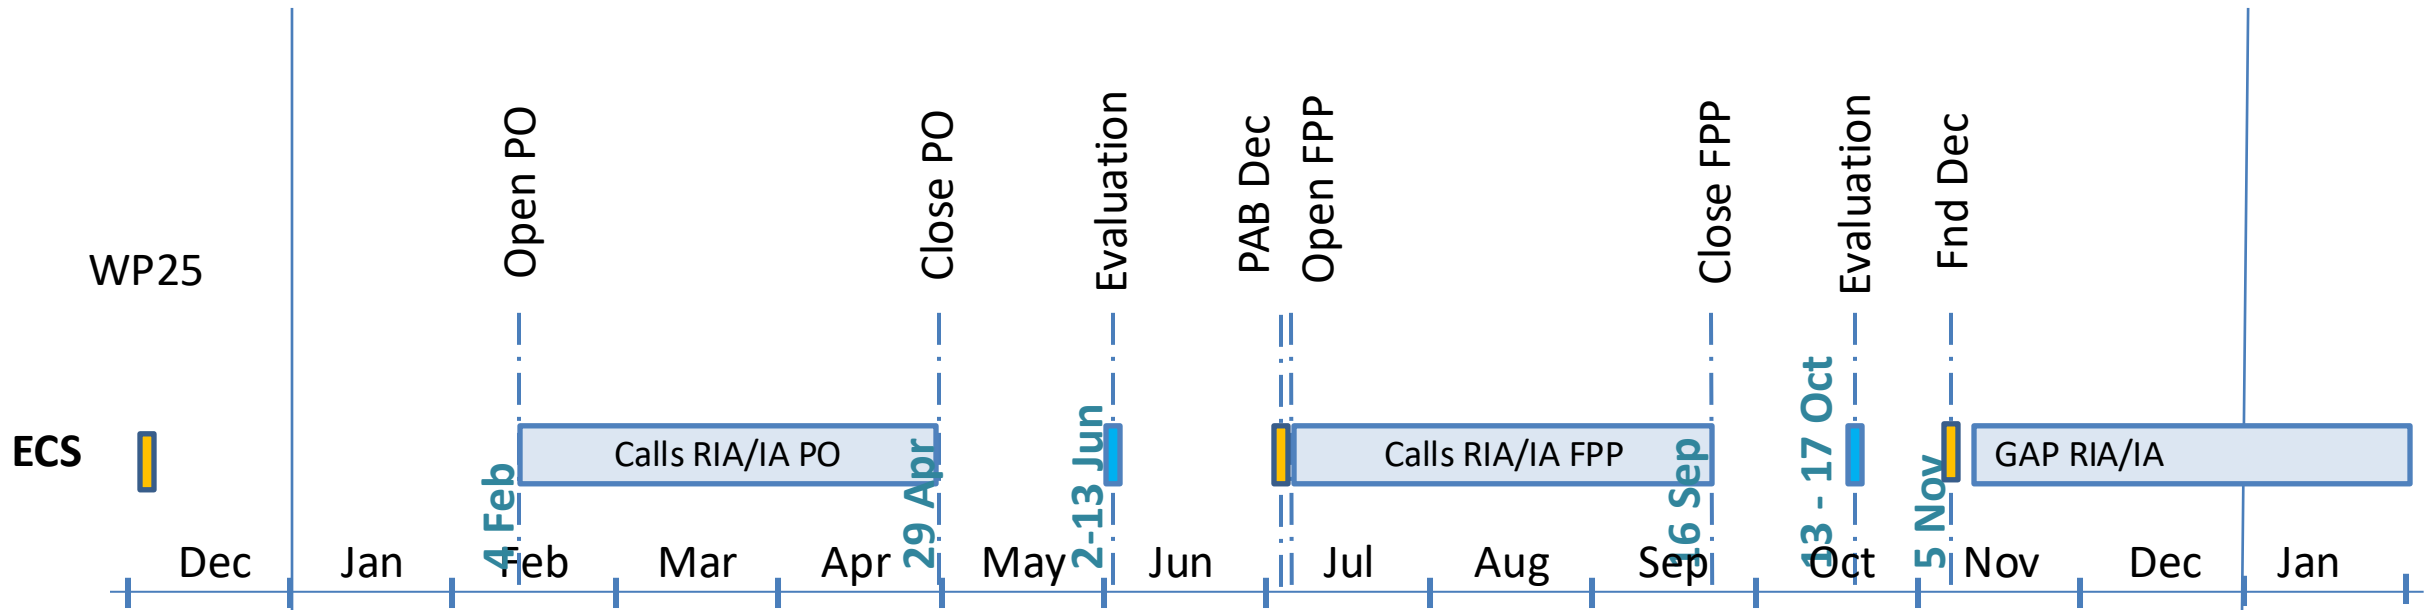 Open PO
Close PO
Evaluation
PAB Dec
Open FPP
Close FPP
Evaluation
Fnd Dec
WP25
ECS
Calls RIA/IA PO
Calls RIA/IA FPP
GAP RIA/IA
4 Feb
29 Apr
2-13 Jun
16 Sep
13 - 17 Oct
5 Nov
Dec Jan Feb Mar Apr May Jun Jul Aug Sep Oct Nov Dec Jan